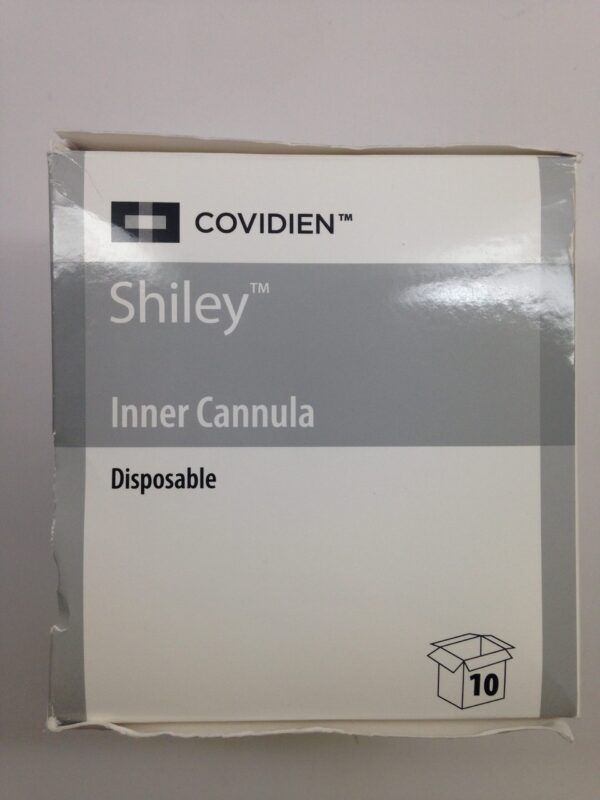 COVIDIEN™
Shiley™
Inner Cannula
Disposable
10